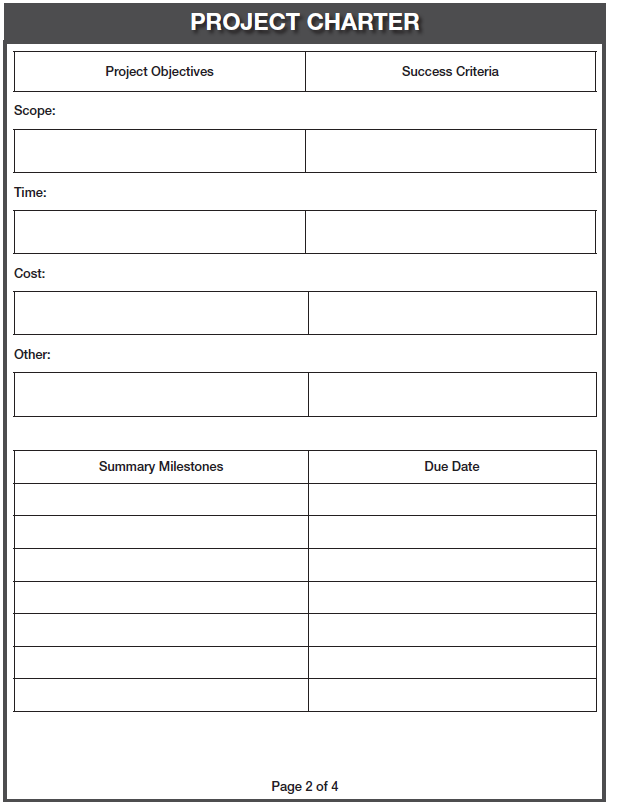 PROJECT CHARTER
Project Objectives Success Criteria
Scope:
Time:
Cost:
Other:
Summary Milestones Due Date
Page 2 of 4